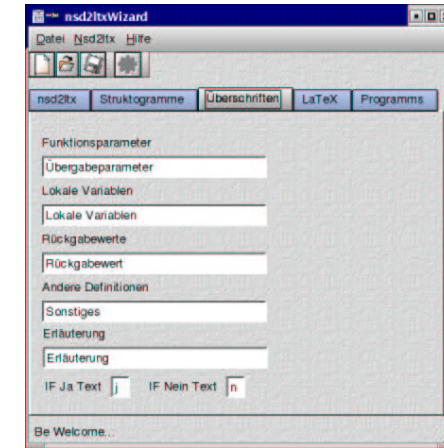 nsd2ltxWizard
Datei Nsd2ltx Hilfe
nsd2ltx Struktogramme Überschriften LaTeX Programms
Funktionsparameter
Übergabeparameter
Lokale Variablen
Lokale Variablen
Rückgabewerte
Rückgabewert
Andere Definitionen
Sonstiges
Erläuterung
Erläuterung
IF Ja Text j IF Nein Text n
Be Welcome...